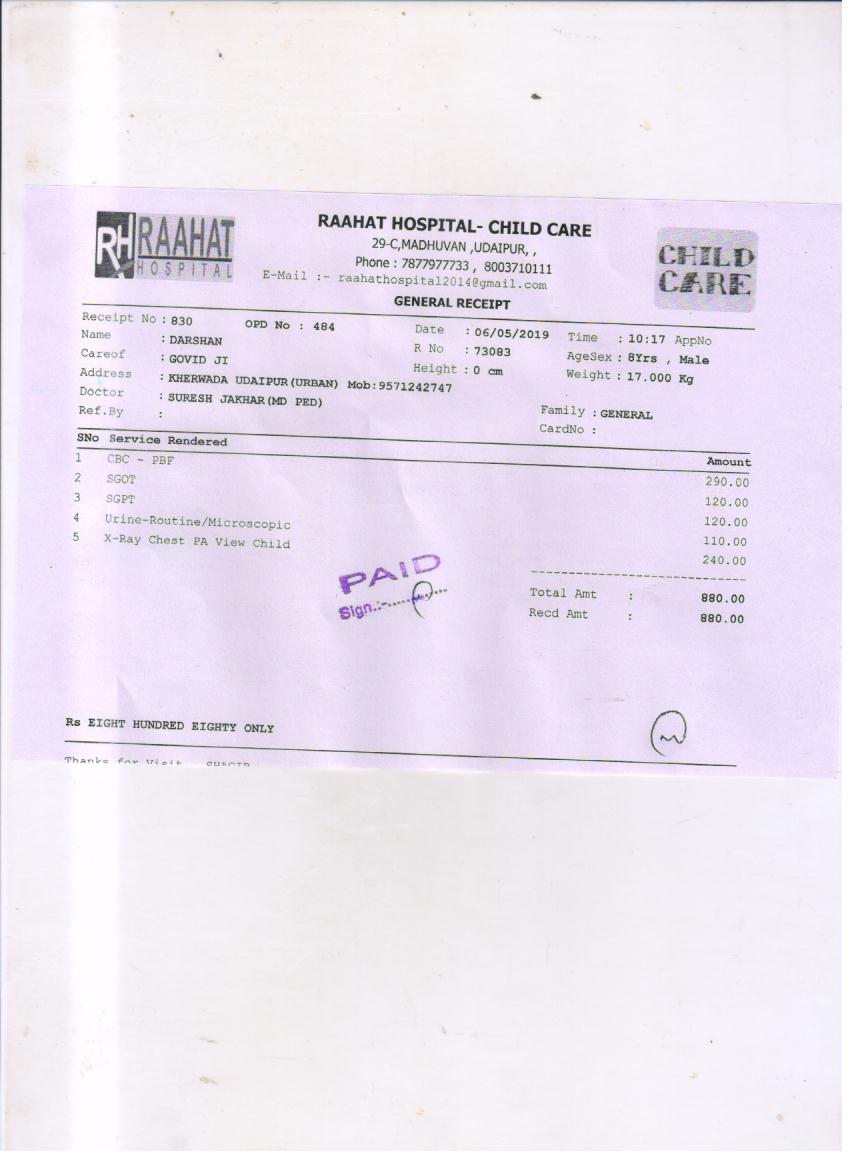 RH RAAHAT HOSPITAL
RAAHAT HOSPITAL- CHILD CARE
29-C,MADHUVAN ,UDAIPUR, ,
Phone : 7877977733 , 8003710111
E-Mail :- raahathospital2014@gmail.com
CHILD CARE
GENERAL RECEIPT
Receipt No : 830 OPD No : 484 Date : 06/05/2019 Time : 10:17 AppNo
Name : DARSHAN R No : 73083 AgeSex : 8Yrs , Male
Careof : GOVID JI Height : 0 cm Weight : 17.000 Kg
Address : KHERWADA UDAIPUR(URBAN) Mob:9571242747
Doctor : SURESH JAKHAR(MD PED) Family : GENERAL
Ref.By : CardNo :
SNo Service Rendered Amount
1 CBC - PBF 290.00
2 SGOT 120.00
3 SGPT 120.00
4 Urine-Routine/Microscopic 110.00
5 X-Ray Chest PA View Child 240.00
PAID
Sign.:-
Total Amt : 880.00
Recd Amt : 880.00
Rs EIGHT HUNDRED EIGHTY ONLY
Thanks for Visit